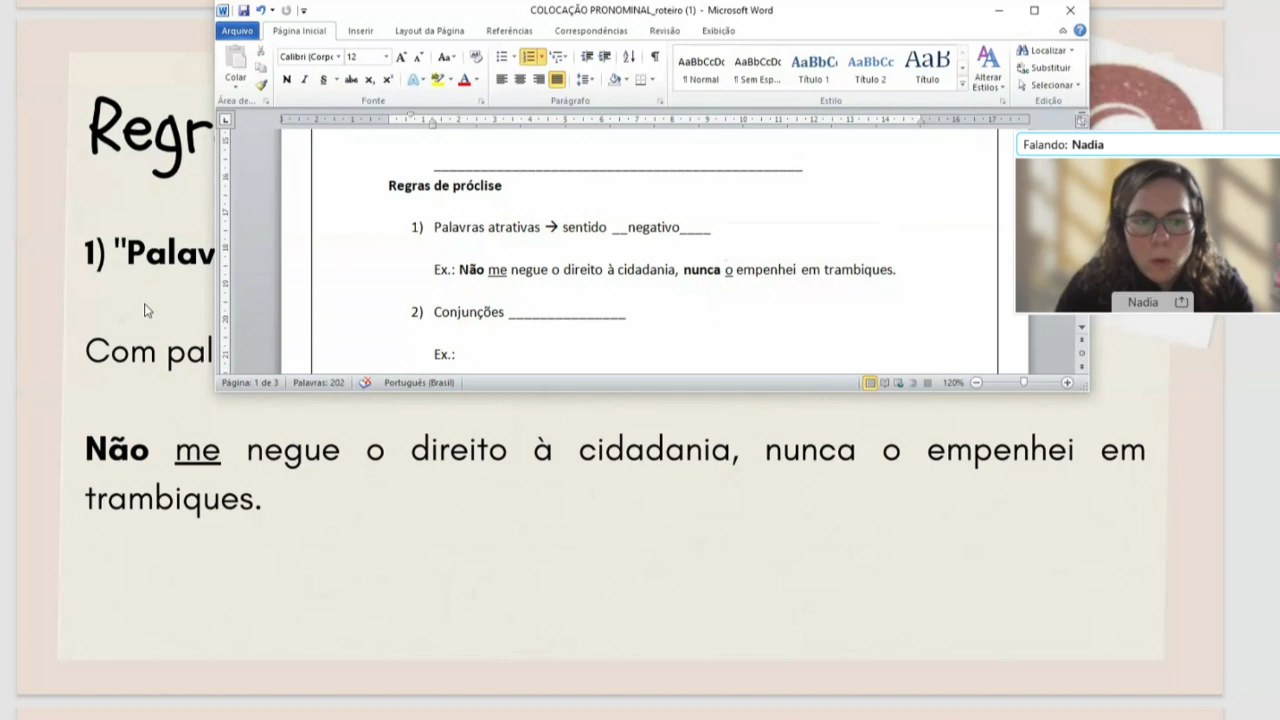 COLOCAÇÃO PRONOMINAL_roteiro (1) - Microsoft Word
Arquivo Página Inicial Inserir Layout da Página Referências Correspondências Revisão Exibição
Calibri (Corpo 12
Colar
Área de... Fonte Parágrafo Estilo Edição
AaBbCcDc AaBbCcDc AaBbC AaBbCc AaB
¶ Normal ¶ Sem Esp... Título 1 Título 2 Título
Alterar Estilos
Localizar
Substituir
Selecionar
Falando: Nadia
Nadia
Regras de próclise
1) Palavras atrativas → sentido __negativo____
Ex.: Não me negue o direito à cidadania, nunca o empenhei em trambiques.
2) Conjunções _______________
Ex.:
Página: 1 de 3 Palavras: 202 Português (Brasil) 120%
Regr
1) "Palav
Com pal
Não me negue o direito à cidadania, nunca o empenhei em
trambiques.